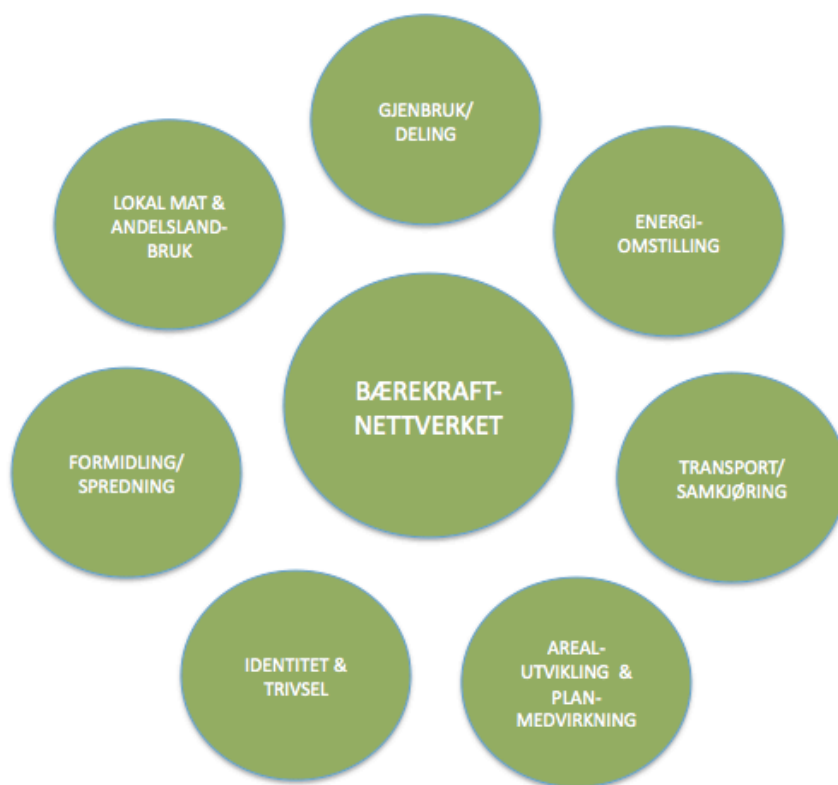 GJENBRUK/
DELING
LOKAL MAT &
ANDELSLAND-
BRUK
ENERGI-
OMSTILLING
BÆREKRAFT-
NETTVERKET
FORMIDLING/
SPREDNING
TRANSPORT/
SAMKJØRING
IDENTITET &
TRIVSEL
AREAL-
UTVIKLING &
PLAN-
MEDVIRKNING